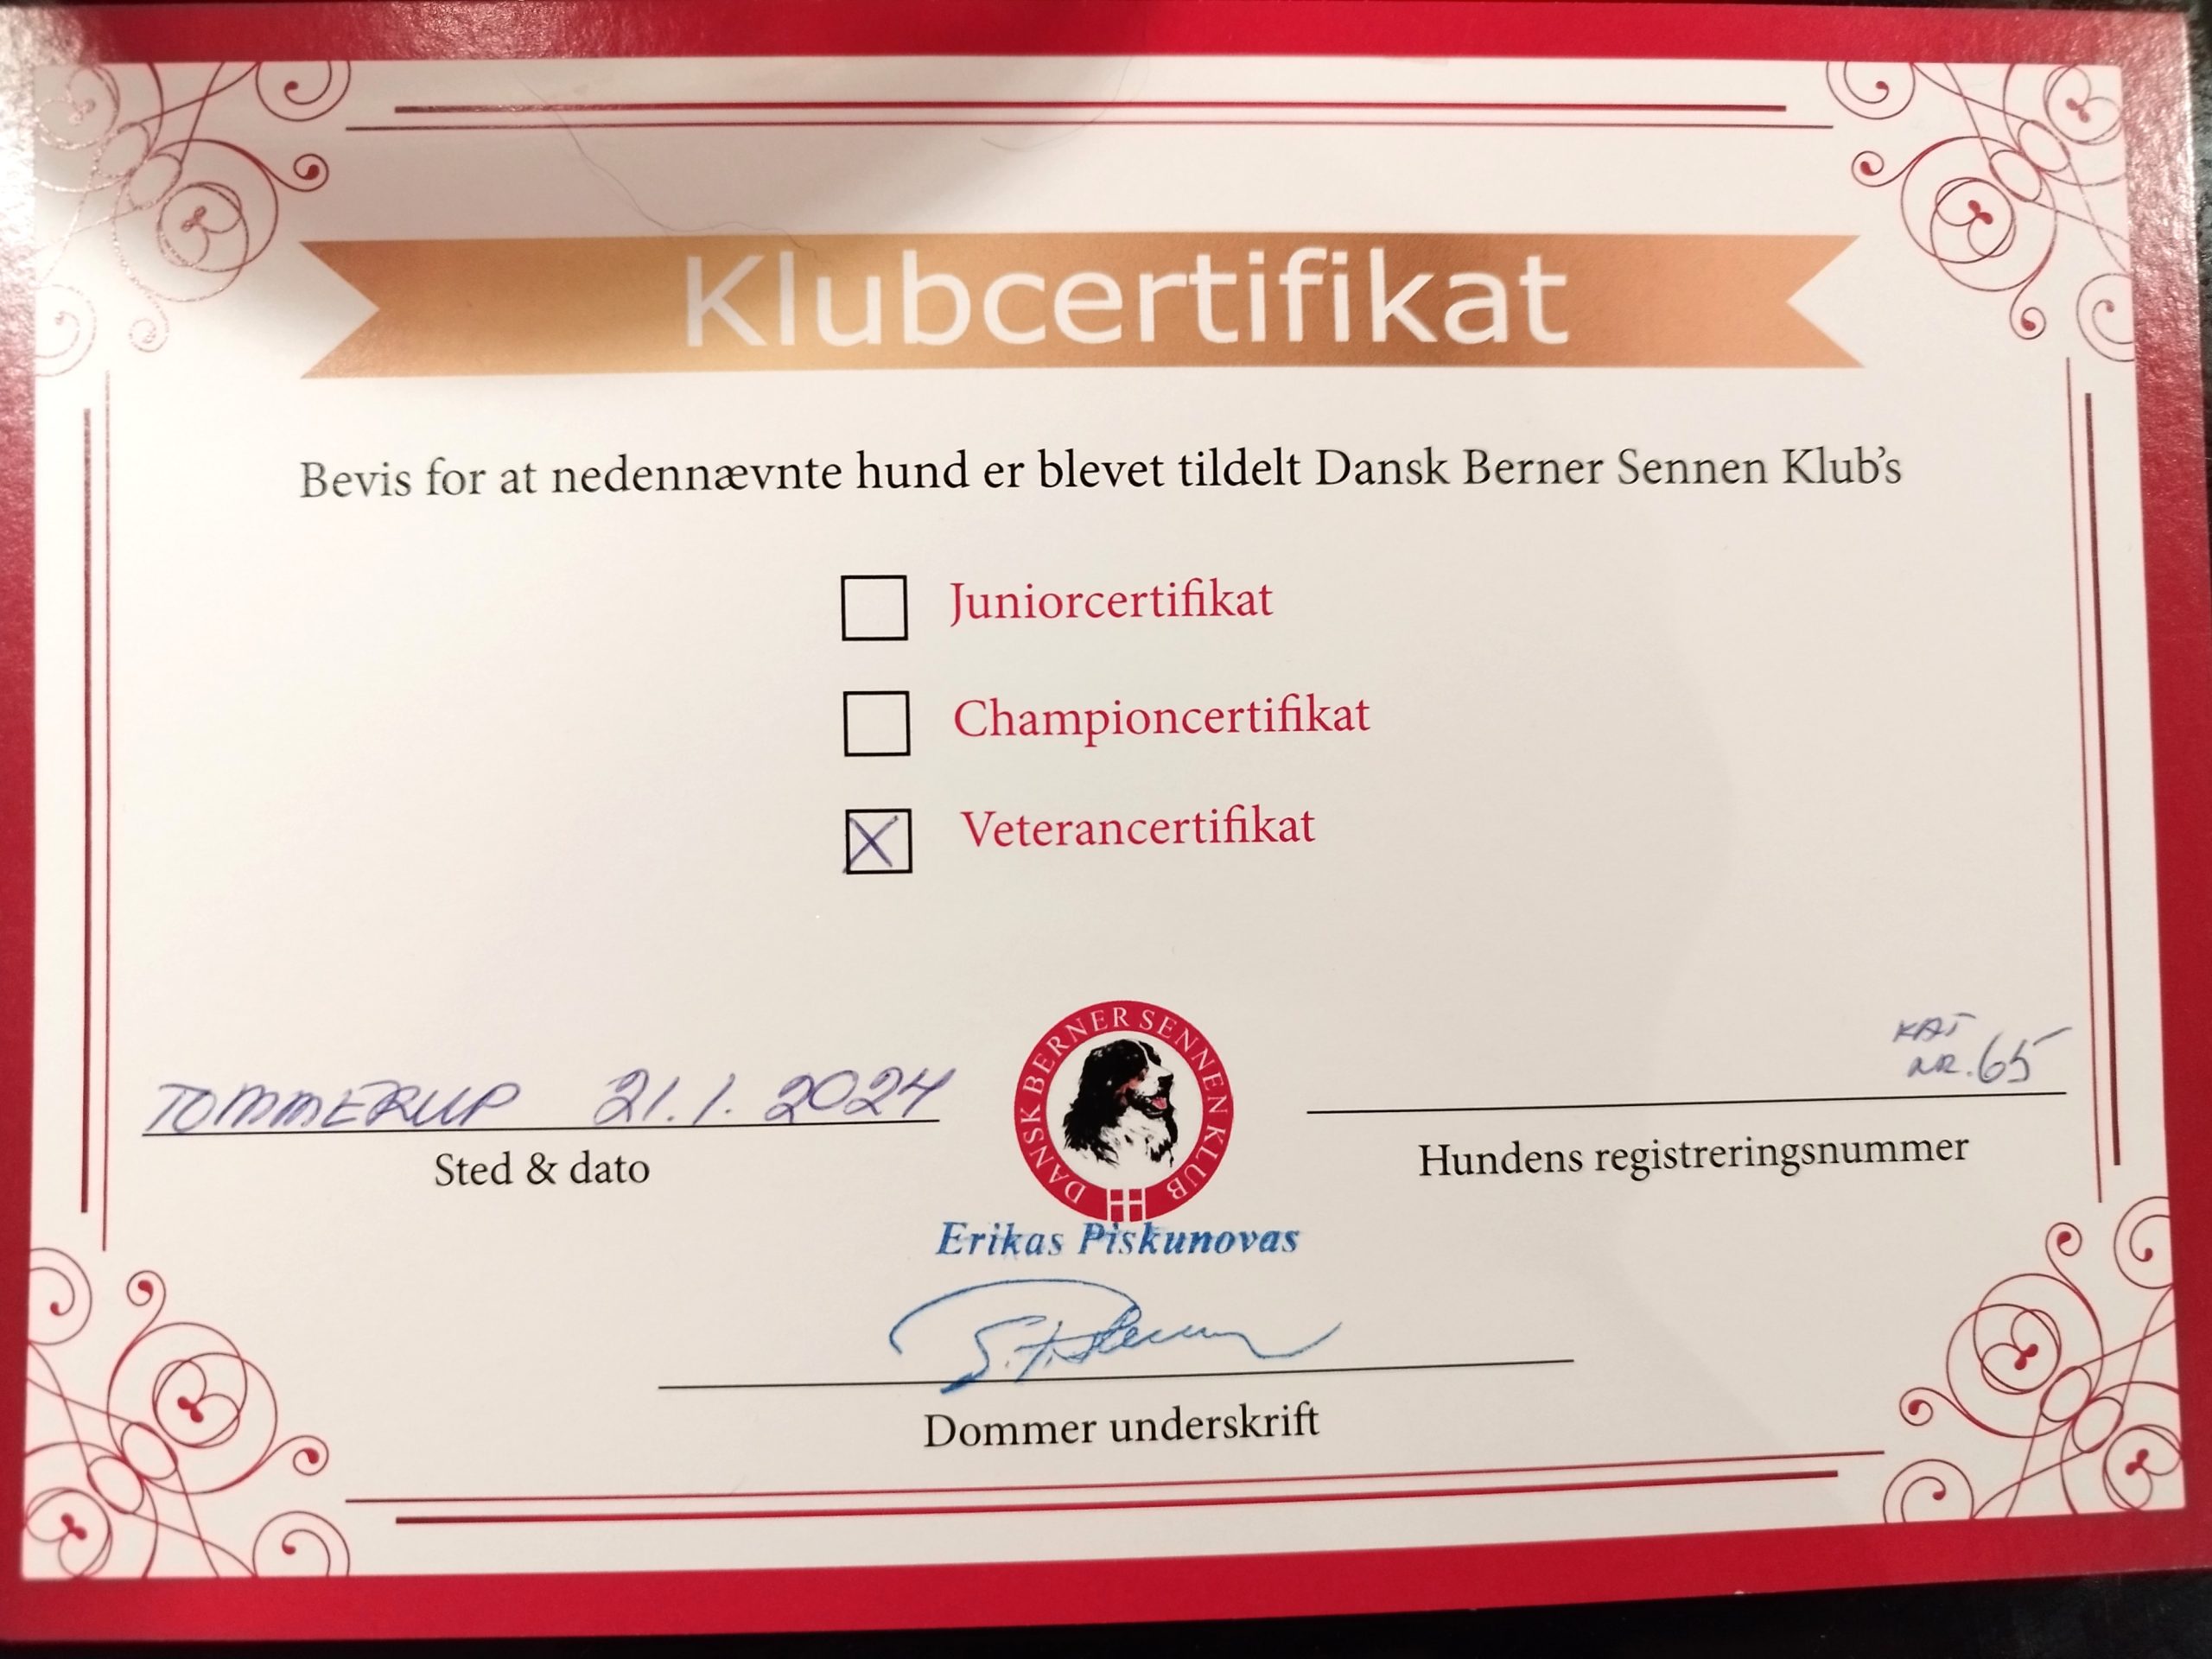 Klubcertifikat
Bevis for at nedennævnte hund er blevet tildelt Dansk Berner Sennen Klub's
Juniorcertifikat
Championcertifikat
X Veterancertifikat
TOMMERUP 21.1.2024
Sted & dato
DANSK BERNER SENNEN KLUB
KAT
NR. 65
Hundens registreringsnummer
Erikas Piskunovas
Dommer underskrift